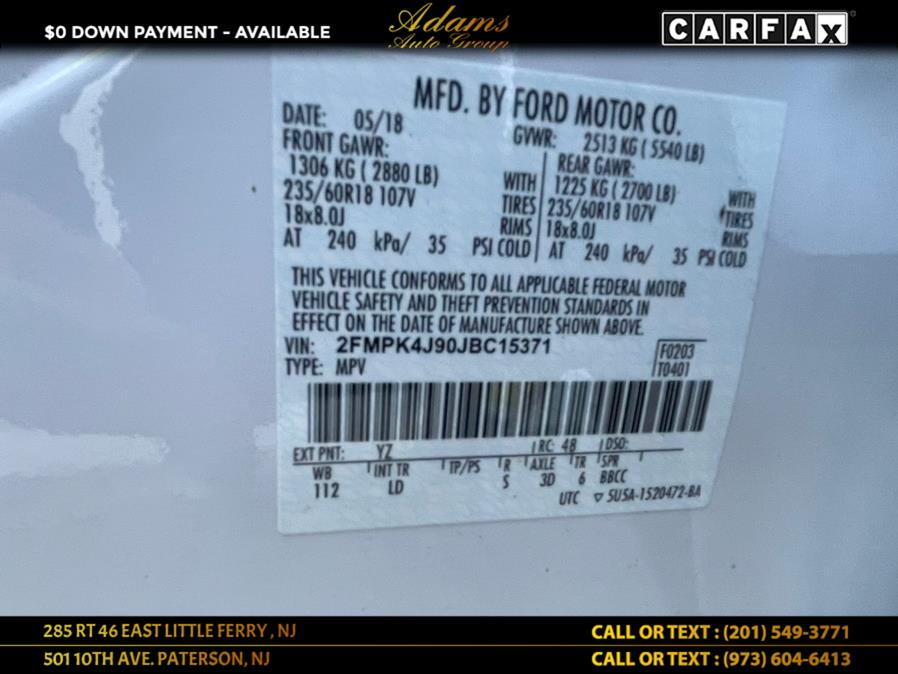 $0 DOWN PAYMENT - AVAILABLE
Adams
Auto Group
CARFAX
MFD. BY FORD MOTOR CO.
DATE: 05/18
GVWR: 2513 KG ( 5540 LB)
FRONT GAWR:
1306 KG ( 2880 LB)
235/60R18 107V
18x8.0J
WITH
TIRES
RIMS
AT 240 kPa/ 35 PSI COLD
REAR GAWR:
1225 KG ( 2700 LB)
235/60R18 107V
18x8.0J
WITH
TIRES
RIMS
AT 240 kPa/ 35 PSI COLD
THIS VEHICLE CONFORMS TO ALL APPLICABLE FEDERAL MOTOR
VEHICLE SAFETY AND THEFT PREVENTION STANDARDS IN
EFFECT ON THE DATE OF MANUFACTURE SHOWN ABOVE.
VIN: 2FMPK4J90JBC15371
TYPE: MPV
F0203
T0401
EXT PNT: YZ RC: 48 DSO:
WB INT TR TP/PS R AXLE TR SPR
112 LD S 3D 6 BBCC
UTC ▽ 5U5A-1520472-BA
285 RT 46 EAST LITTLE FERRY , NJ
501 10TH AVE. PATERSON, NJ
CALL OR TEXT : (201) 549-3771
CALL OR TEXT : (973) 604-6413